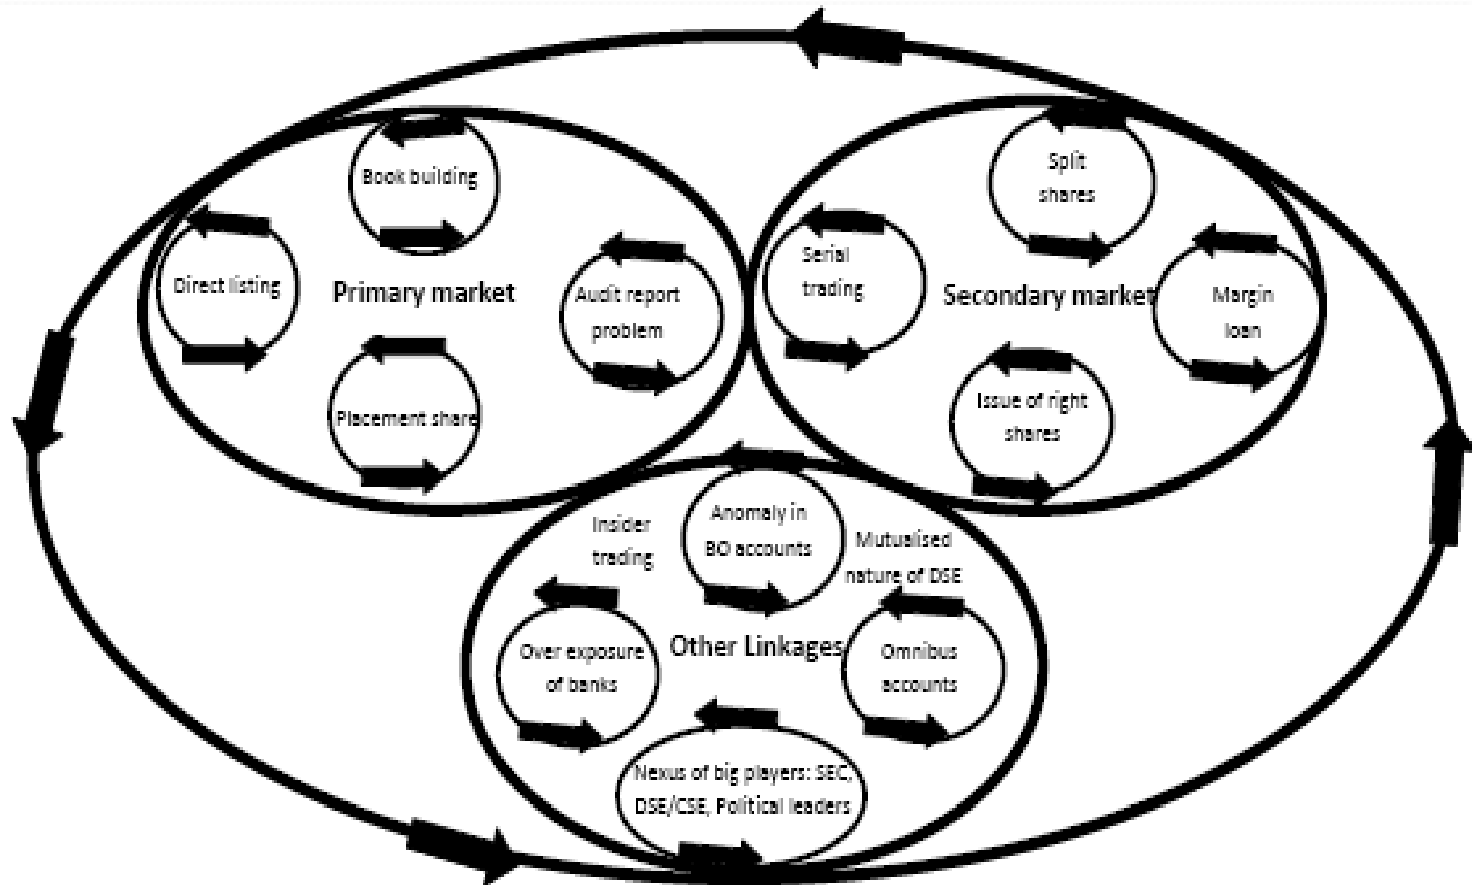 Book building
Direct listing
Primary market
Audit report
problem
Placement share
Split
shares
Serial
trading
Secondary market
Margin
loan
Issue of right
shares
Insider
trading
Anomaly in
BO accounts
Mutualised
nature of DSE
Over exposure
of banks
Other Linkages
Omnibus
accounts
Nexus of big players: SEC,
DSE/CSE, Political leaders